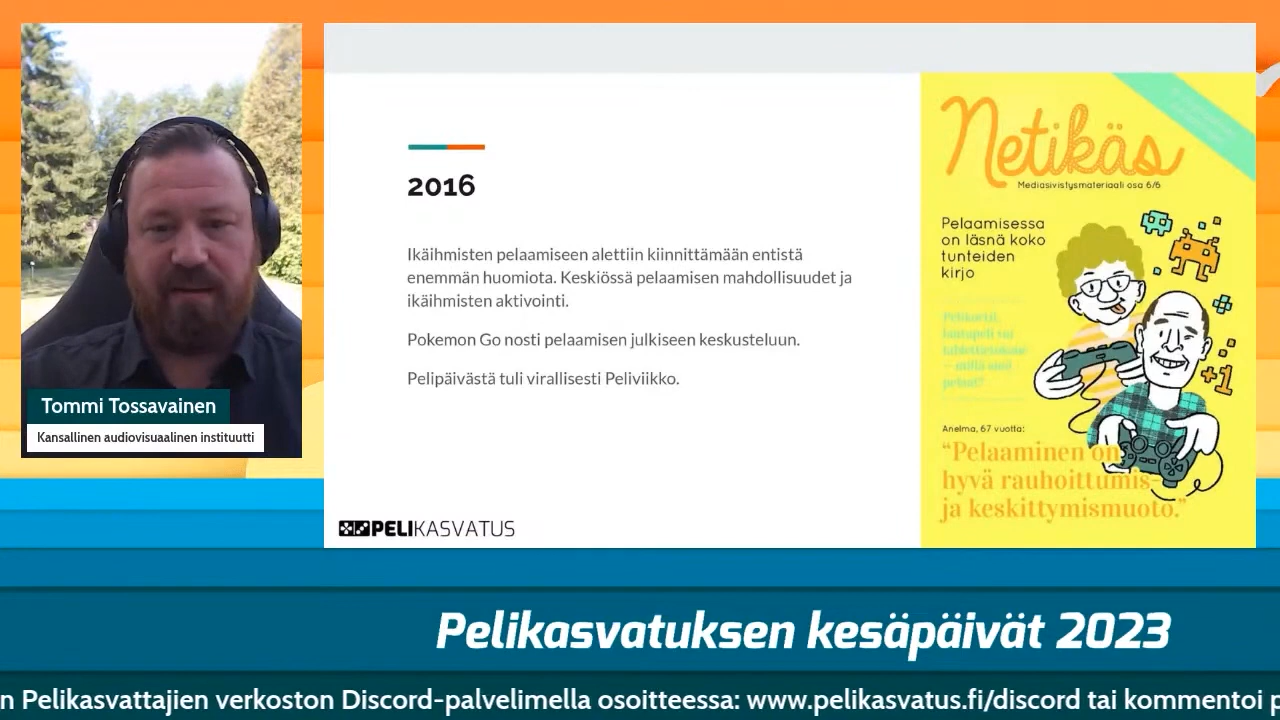 2016
Ikäihmisten pelaamiseen alettiin kiinnittämään entistä
enemmän huomiota. Keskiössä pelaamisen mahdollisuudet ja
ikäihmisten aktivointi.
Pokemon Go nosti pelaamisen julkiseen keskusteluun.
Pelipäivästä tuli virallisesti Peliviikko.
PELIKASVATUS
Netikäs
Mediasivistysmateriaali osa 6/6
Pelaamisessa
on läsnä koko
tunteiden
kirjo
+1
Anelma, 67 vuotta:
“Pelaaminen on
hyvä rauhoittumis-
ja keskittymismuoto.”
Tommi Tossavainen
Kansallinen audiovisuaalinen instituutti
Pelikasvatuksen kesäpäivät 2023
n Pelikasvattajien verkoston Discord-palvelimella osoitteessa: www.pelikasvatus.fi/discord tai kommentoi p